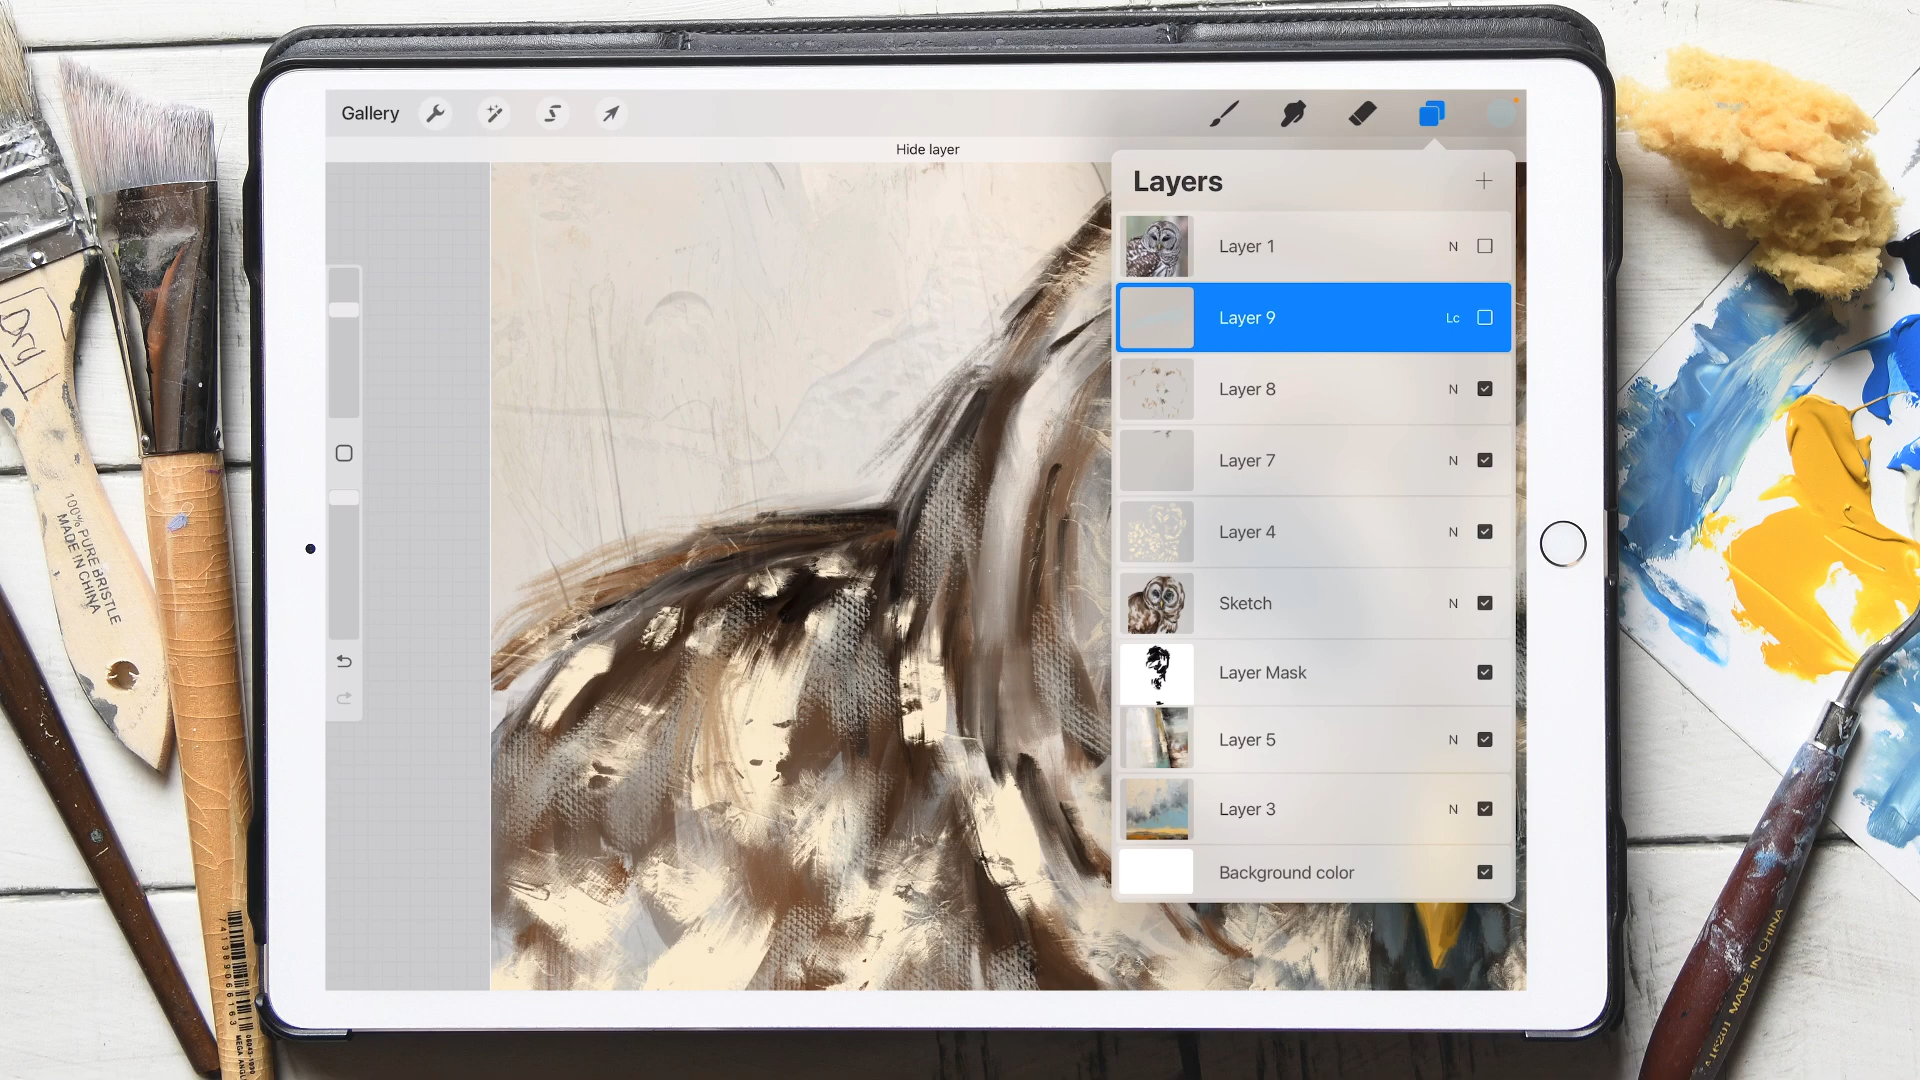 Gallery
Hide layer
Layers
Layer 1 N
Layer 9 Lc
Layer 8 N
Layer 7 N
Layer 4 N
Sketch N
Layer Mask
Layer 5 N
Layer 3 N
Background color
Dry
100% PURE BRISTLE
MADE IN CHINA
MADE IN CHINA